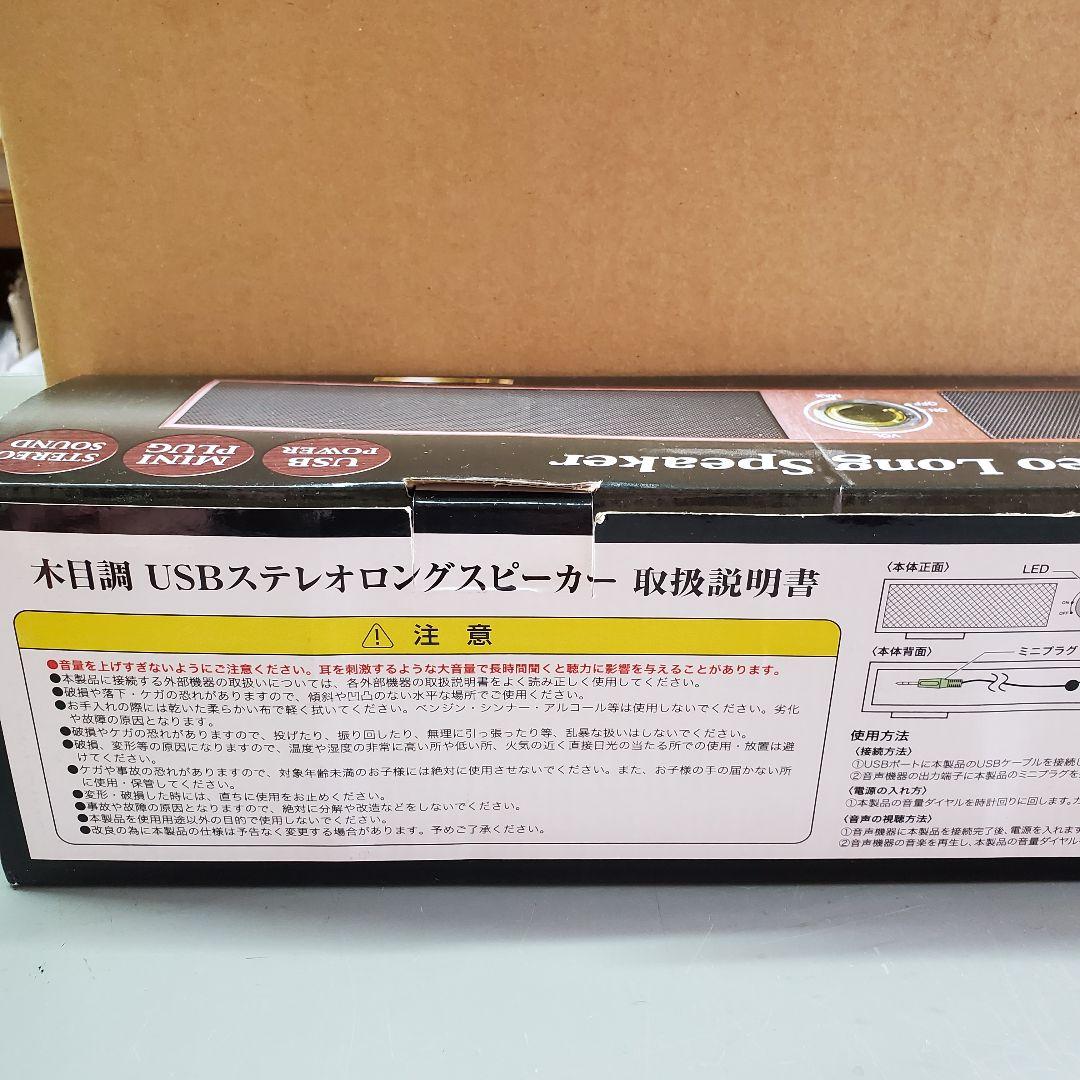 STEREO
SOUND
MINI
PLUG
USB
POWER
eo Long Speaker
MAX
OFF
ON
VOL
木目調 USBステレオロングスピーカー 取扱説明書
注 意
●音量を上げすぎないようにご注意ください。耳を刺激するような大音量で長時間聞くと聴力に影響を与えることがあります。
●本製品に接続する外部機器の取扱いについては、各外部機器の取扱説明書をよく読み正しく使用してください。
●破損や落下・ケガの恐れがありますので、傾斜や凹凸のない水平な場所でご使用ください。
●お手入れの際には乾いた柔らかい布で軽く拭いてください。ベンジン・シンナー・アルコール等は使用しないでください。劣化
や故障の原因となります。
●破損やケガの恐れがありますので、投げたり、振り回したり、無理に引っ張ったり等、乱暴な扱いはしないでください。
●破損、変形等の原因になりますので、温度や湿度の非常に高い所や低い所、火気の近く直接日光の当たる所での使用・放置は避
けてください。
●ケガや事故の恐れがありますので、対象年齢未満のお子様には絶対に使用させないでください。また、お子様の手の届かない所
に使用・保管してください。
●変形・破損した時には、直ちに使用をお止めください。
●事故や故障の原因となりますので、絶対に分解や改造などをしないでください。
●本製品を使用用途以外の目的で使用しないでください。
●改良の為に本製品の仕様は予告なく変更する場合があります。予めご了承ください。
〈本体正面〉
LED
ON
OFF
〈本体背面〉
ミニプラグ
使用方法
〈接続方法〉
①USBポートに本製品のUSBケーブルを接続し
②音声機器の出力端子に本製品のミニプラグを
〈電源の入れ方〉
①本製品の音量ダイヤルを時計回りに回します。
〈音声の視聴方法〉
①音声機器に本製品を接続完了後、電源を入れます
②音声機器の音楽を再生し、本製品の音量ダイヤル